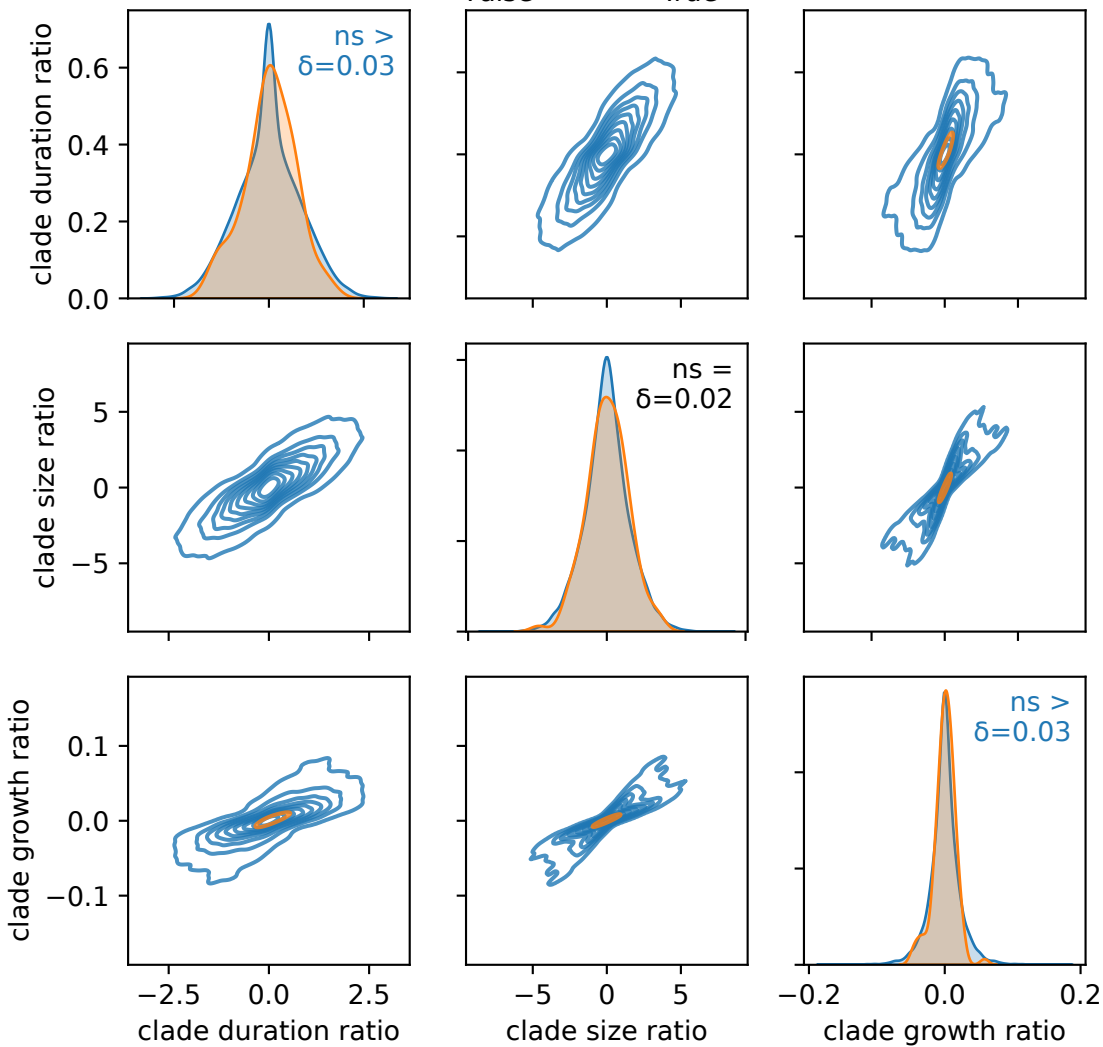 False True
clade duration ratio
0.6
0.4
0.2
0.0
ns >
δ=0.03
clade size ratio
5
0
−5
ns =
δ=0.02
clade growth ratio
0.1
0.0
−0.1
ns >
δ=0.03
−2.5 0.0 2.5
−5 0 5
−0.2 0.0 0.2
clade duration ratio
clade size ratio
clade growth ratio